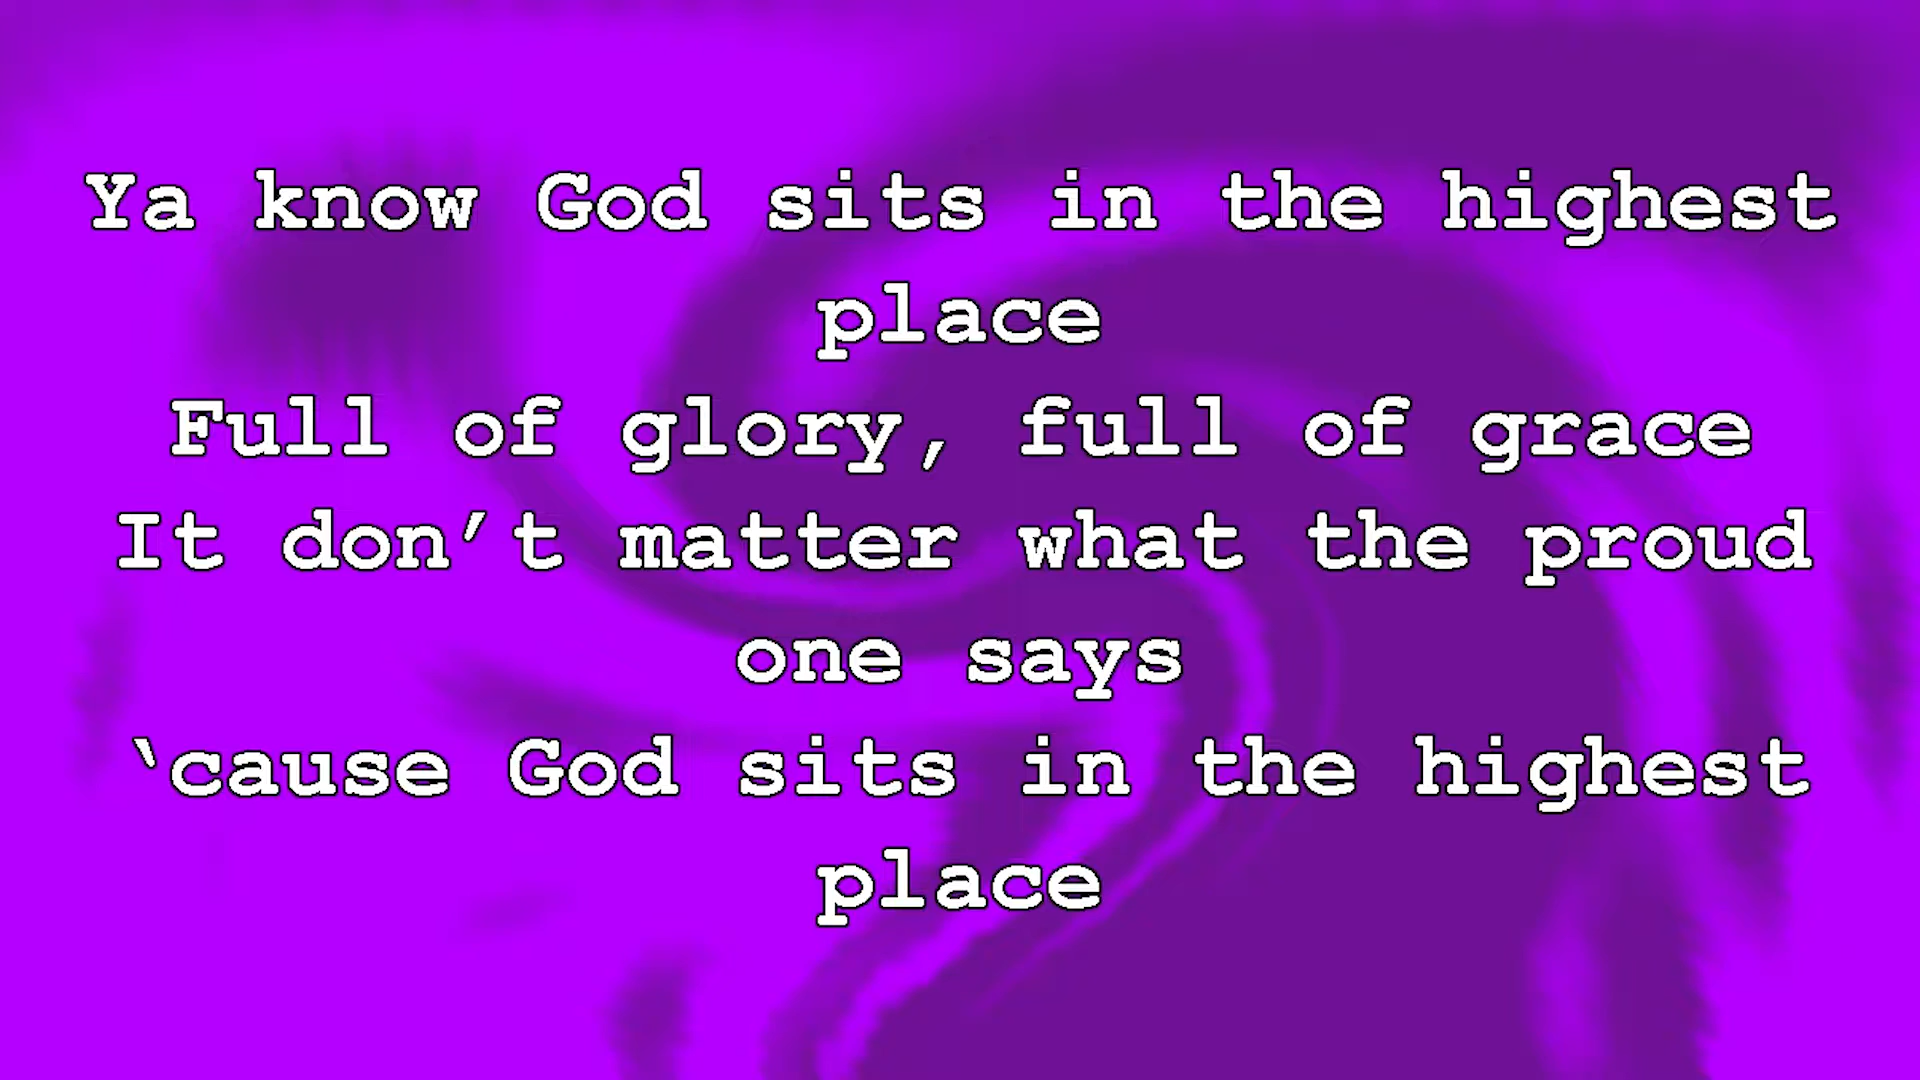 Ya know God sits in the highest
place
Full of glory, full of grace
It don’t matter what the proud
one says
‘cause God sits in the highest
place